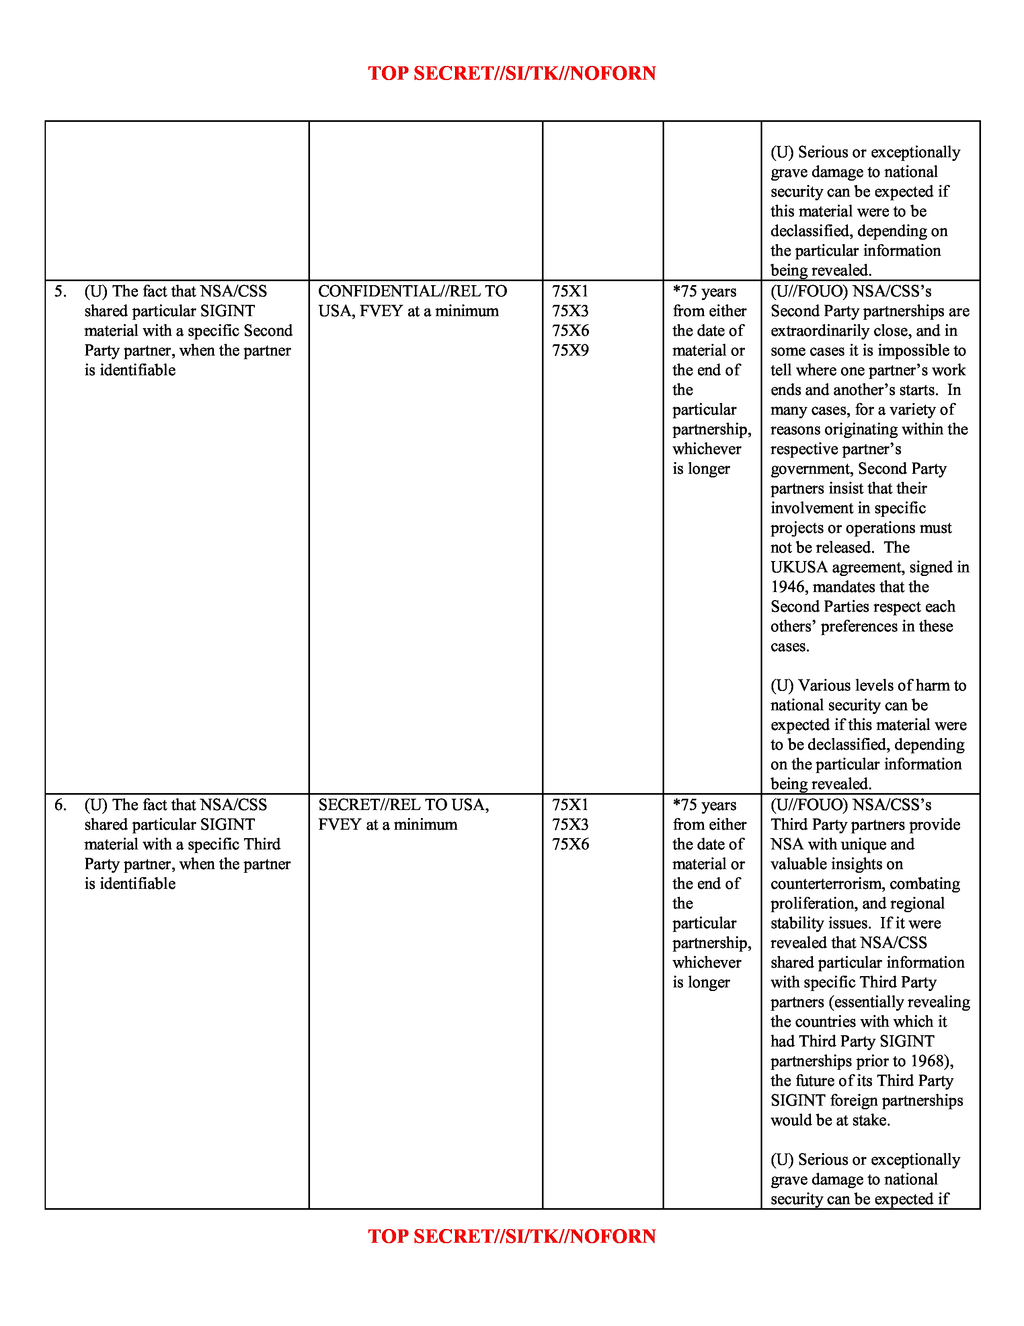 TOP SECRET//SI/TK//NOFORN
(U) Serious or exceptionally
grave damage to national
security can be expected if
this material were to be
declassified, depending on
the particular information
being revealed.
5. (U) The fact that NSA/CSS
shared particular SIGINT
material with a specific Second
Party partner, when the partner
is identifiable
CONFIDENTIAL//REL TO
USA, FVEY at a minimum
75X1
75X3
75X6
75X9
*75 years
from either
the date of
material or
the end of
the
particular
partnership,
whichever
is longer
(U//FOUO) NSA/CSS’s
Second Party partnerships are
extraordinarily close, and in
some cases it is impossible to
tell where one partner’s work
ends and another’s starts.  In
many cases, for a variety of
reasons originating within the
respective partner’s
government, Second Party
partners insist that their
involvement in specific
projects or operations must
not be released.  The
UKUSA agreement, signed in
1946, mandates that the
Second Parties respect each
others’ preferences in these
cases.
(U) Various levels of harm to
national security can be
expected if this material were
to be declassified, depending
on the particular information
being revealed.
6. (U) The fact that NSA/CSS
shared particular SIGINT
material with a specific Third
Party partner, when the partner
is identifiable
SECRET//REL TO USA,
FVEY at a minimum
75X1
75X3
75X6
*75 years
from either
the date of
material or
the end of
the
particular
partnership,
whichever
is longer
(U//FOUO) NSA/CSS’s
Third Party partners provide
NSA with unique and
valuable insights on
counterterrorism, combating
proliferation, and regional
stability issues.  If it were
revealed that NSA/CSS
shared particular information
with specific Third Party
partners (essentially revealing
the countries with which it
had Third Party SIGINT
partnerships prior to 1968),
the future of its Third Party
SIGINT foreign partnerships
would be at stake.
(U) Serious or exceptionally
grave damage to national
security can be expected if
TOP SECRET//SI/TK//NOFORN